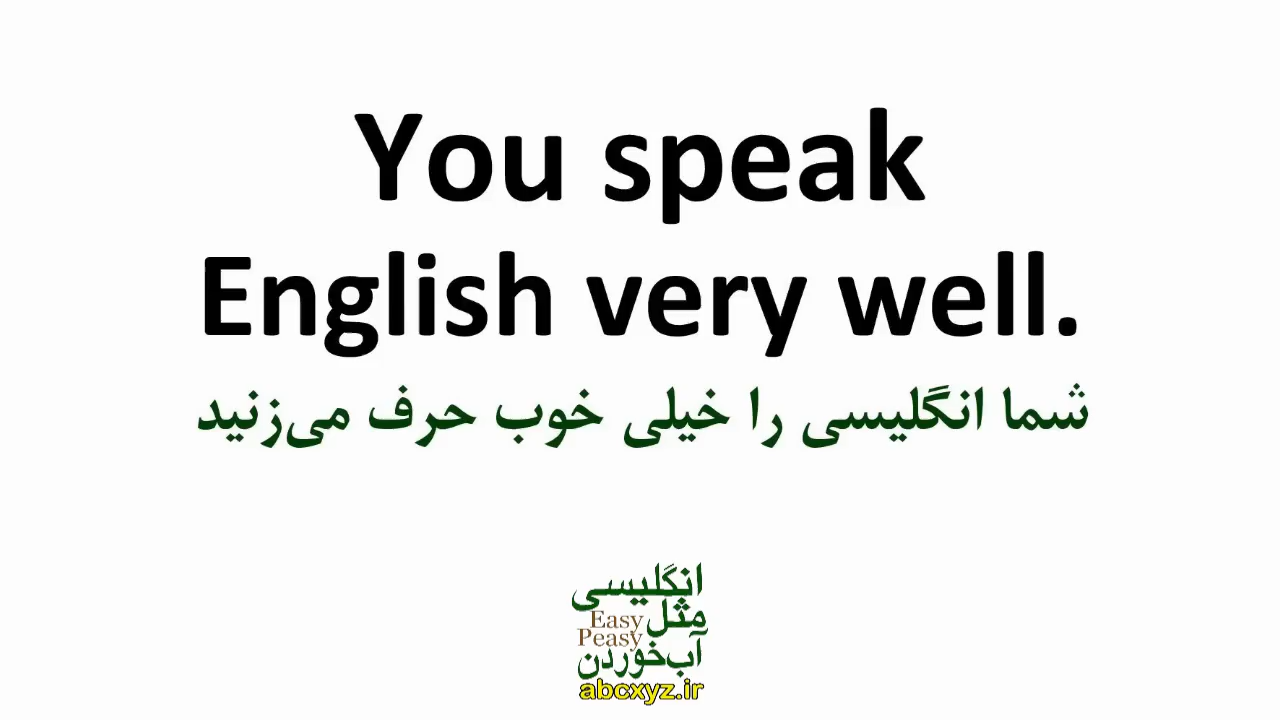 You speak
English very well.
شما انگلیسی را خیلی خوب حرف می‌زنید
انگلیسی
مثل
Easy
Peasy
آب‌خوردن
abcxyz.ir